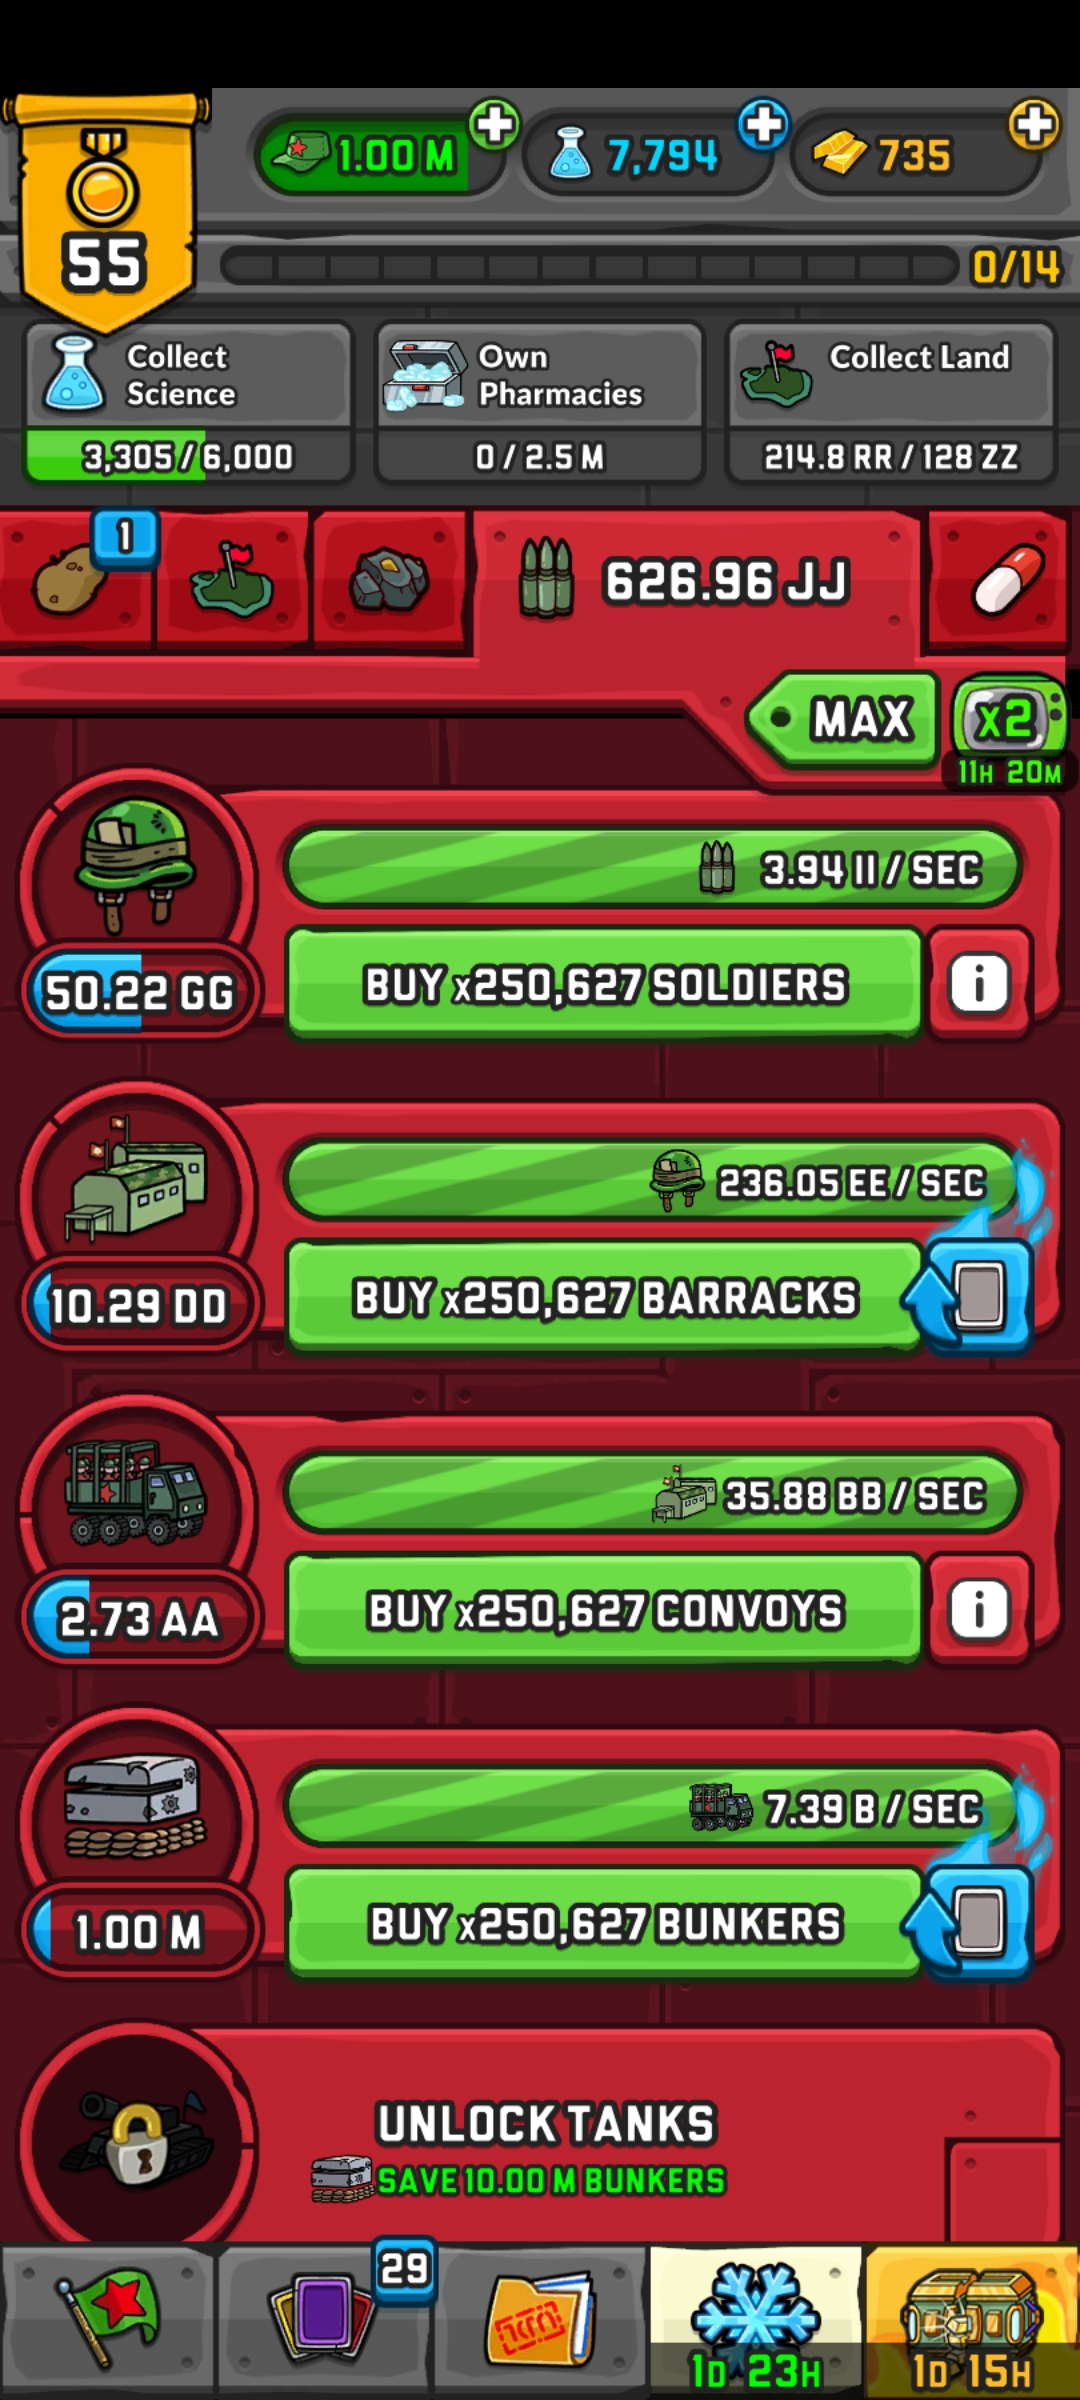 1.00 M
7,794
735
55
0/14
Collect
Science
3,305/6,000
Own
Pharmacies
0/2.5 M
Collect Land
214.8 RR/128 ZZ
1
626.96 JJ
MAX
x2
11H 20M
3.94 II/SEC
50.22 GG
BUY x250,627 SOLDIERS
i
236.05 EE/SEC
10.29 DD
BUY x250,627 BARRACKS
35.88 BB/SEC
2.73 AA
BUY x250,627 CONVOYS
i
7.39 B/SEC
1.00 M
BUY x250,627 BUNKERS
UNLOCK TANKS
SAVE 10.00 M BUNKERS
29
1D 23H
1D 15H